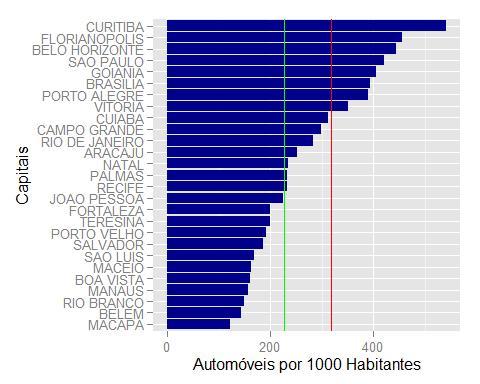 CURITIBA
FLORIANOPOLIS
BELO HORIZONTE
SAO PAULO
GOIANIA
BRASILIA
PORTO ALEGRE
VITORIA
CUIABA
CAMPO GRANDE
RIO DE JANEIRO
ARACAJU
NATAL
PALMAS
RECIFE
JOAO PESSOA
FORTALEZA
TERESINA
PORTO VELHO
SALVADOR
SAO LUIS
MACEIO
BOA VISTA
MANAUS
RIO BRANCO
BELEM
MACAPA
Capitais
0 200 400
Automóveis por 1000 Habitantes